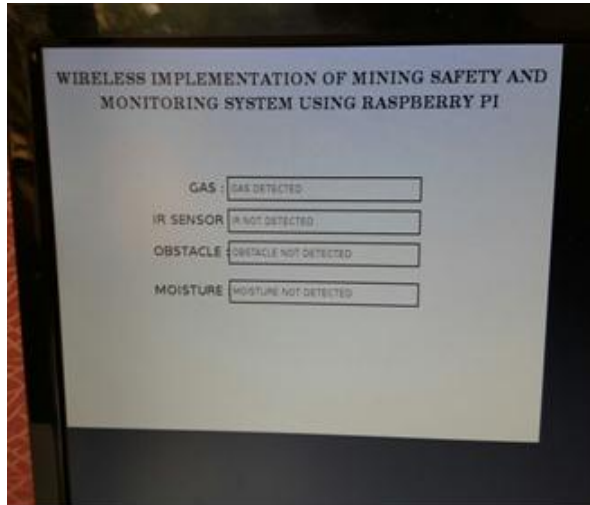 WIRELESS IMPLEMENTATION OF MINING SAFETY AND
MONITORING SYSTEM USING RASPBERRY PI
GAS : GAS DETECTED
IR SENSOR IR NOT DETECTED
OBSTACLE : OBSTACLE NOT DETECTED
MOISTURE MOISTURE NOT DETECTED